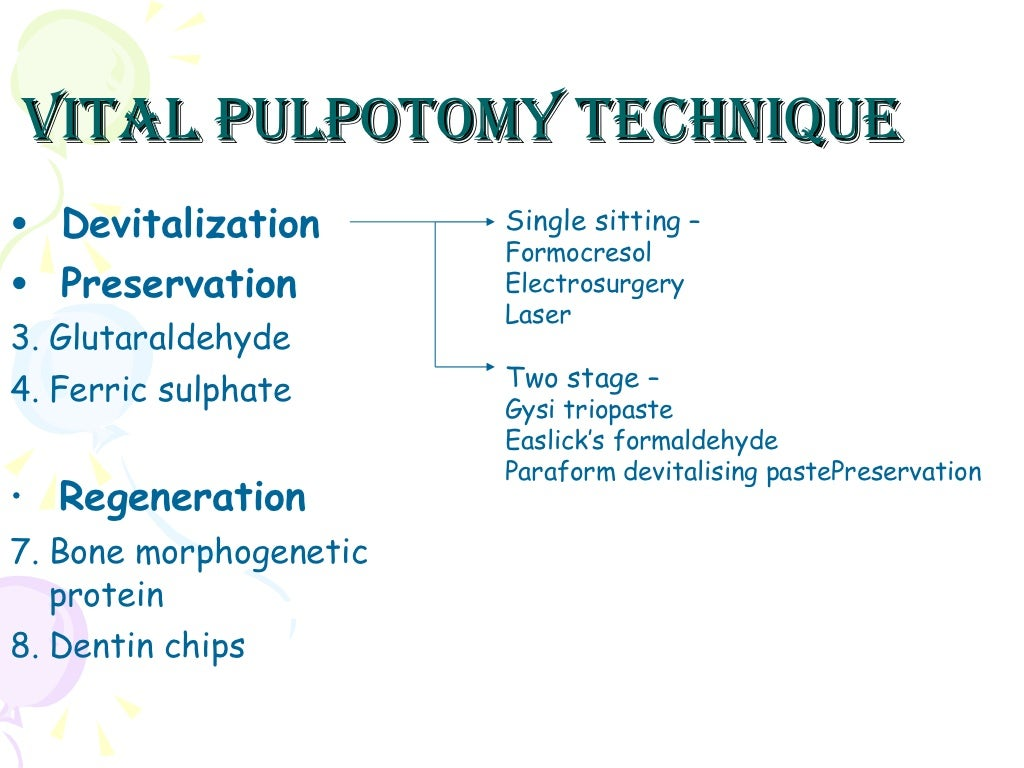 VITAL PULPOTOMY TECHNIQUE
• Devitalization
• Preservation
3. Glutaraldehyde
4. Ferric sulphate
• Regeneration
7. Bone morphogenetic
protein
8. Dentin chips
Single sitting –
Formocresol
Electrosurgery
Laser
Two stage –
Gysi triopaste
Easlick’s formaldehyde
Paraform devitalising pastePreservation